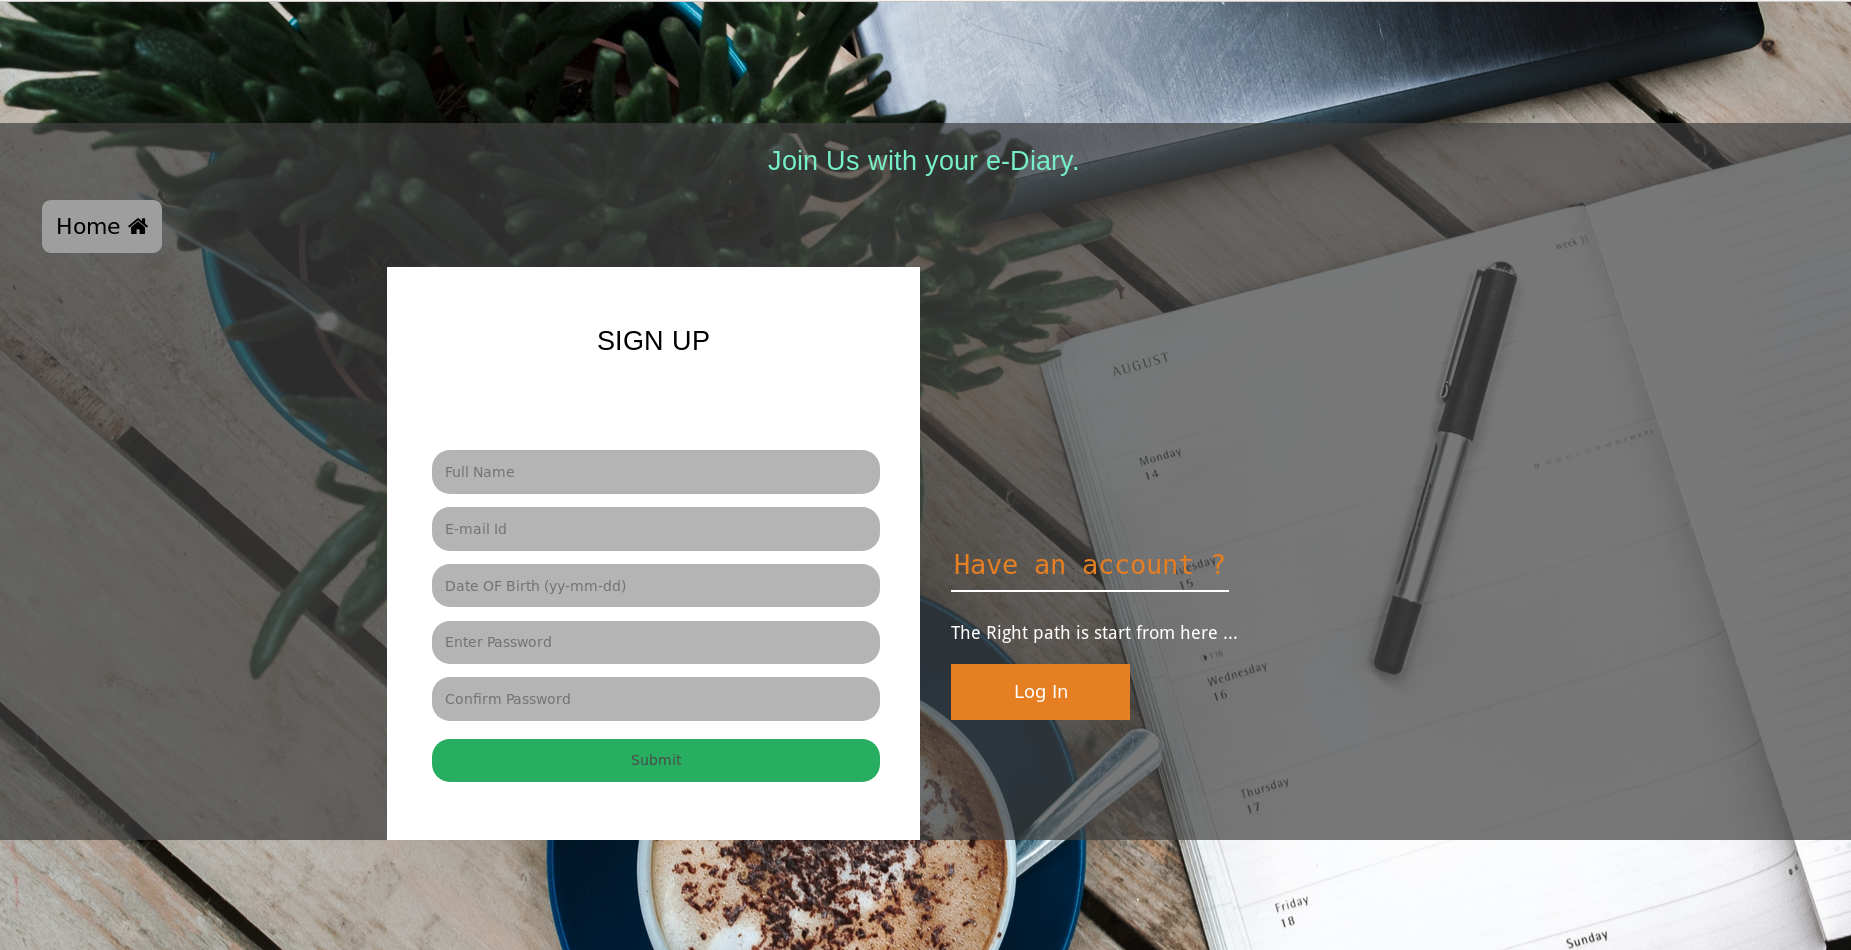 Join Us with your e-Diary.
Home
SIGN UP
Full Name
E-mail Id
Date OF Birth (yy-mm-dd)
Enter Password
Confirm Password
Submit
Have an account ?
The Right path is start from here ...
Log In
AUGUST
Monday
14
Tuesday
15
Wednesday
16
Thursday
17
Friday
18
Sunday